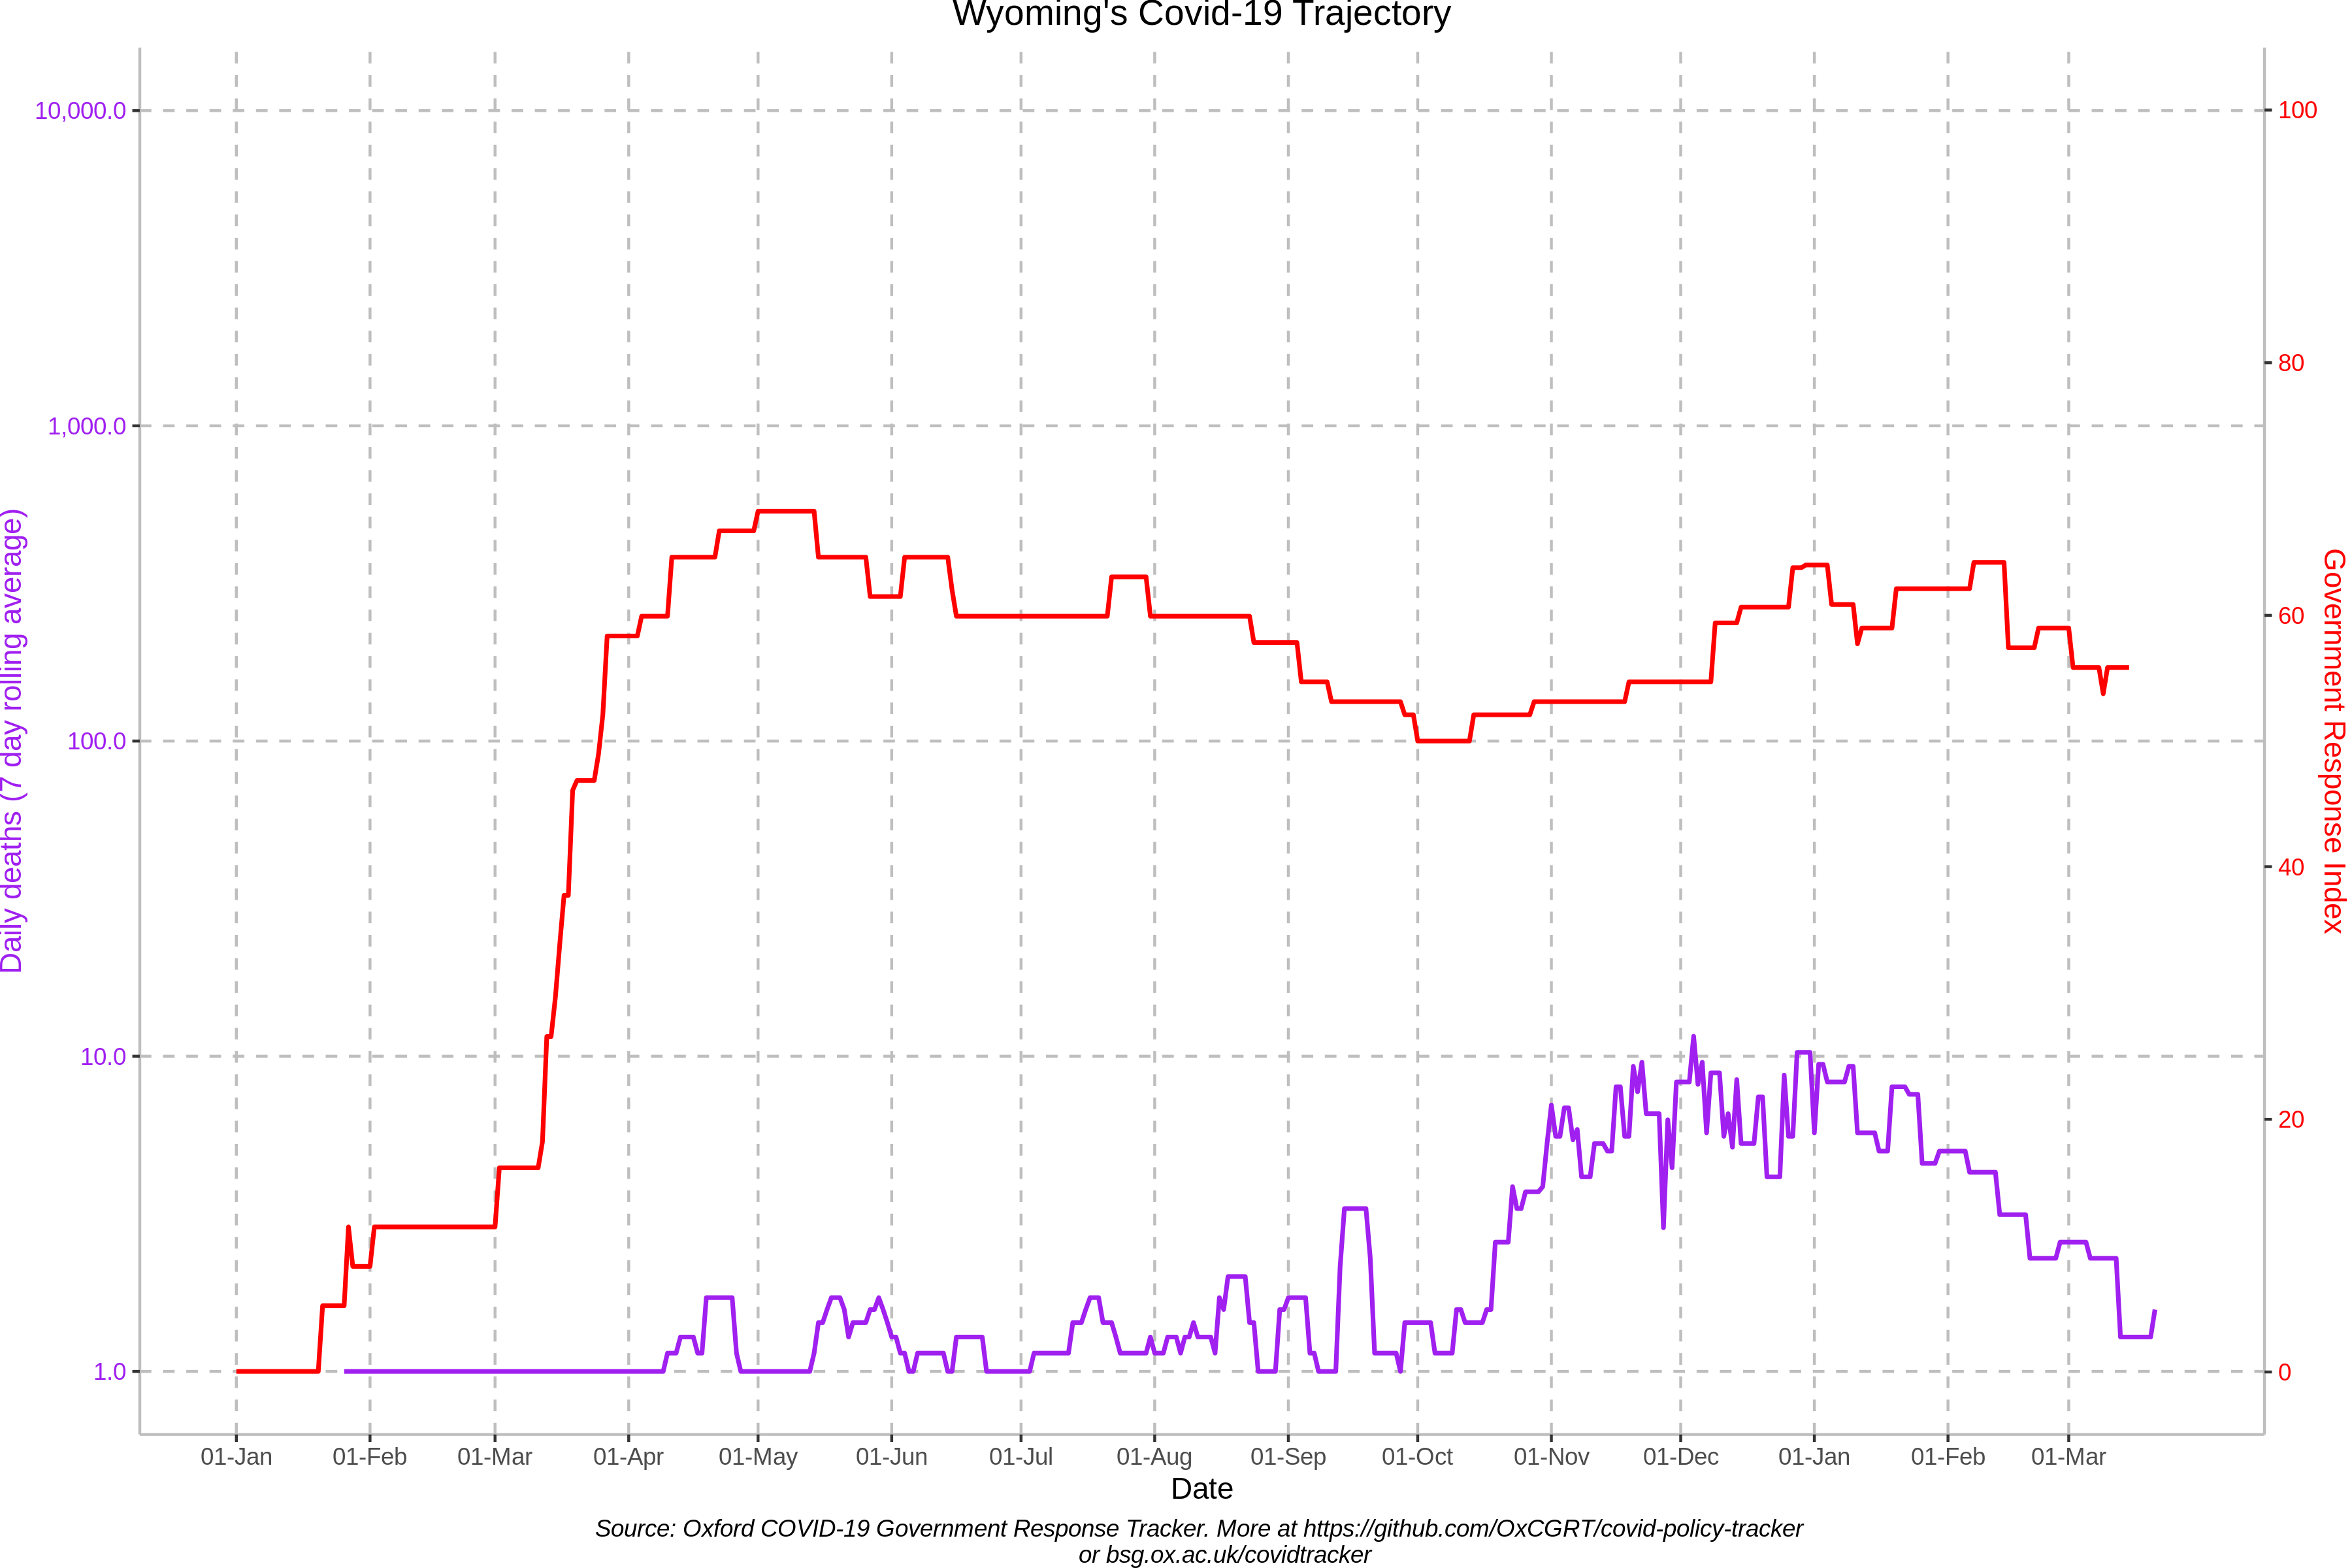 Wyoming's Covid-19 Trajectory
10,000.0
1,000.0
100.0
10.0
1.0
Daily deaths (7 day rolling average)
100
80
60
40
20
0
Government Response Index
01-Jan 01-Feb 01-Mar 01-Apr 01-May 01-Jun 01-Jul 01-Aug 01-Sep 01-Oct 01-Nov 01-Dec 01-Jan 01-Feb 01-Mar
Date
Source: Oxford COVID-19 Government Response Tracker. More at https://github.com/OxCGRT/covid-policy-tracker
or bsg.ox.ac.uk/covidtracker